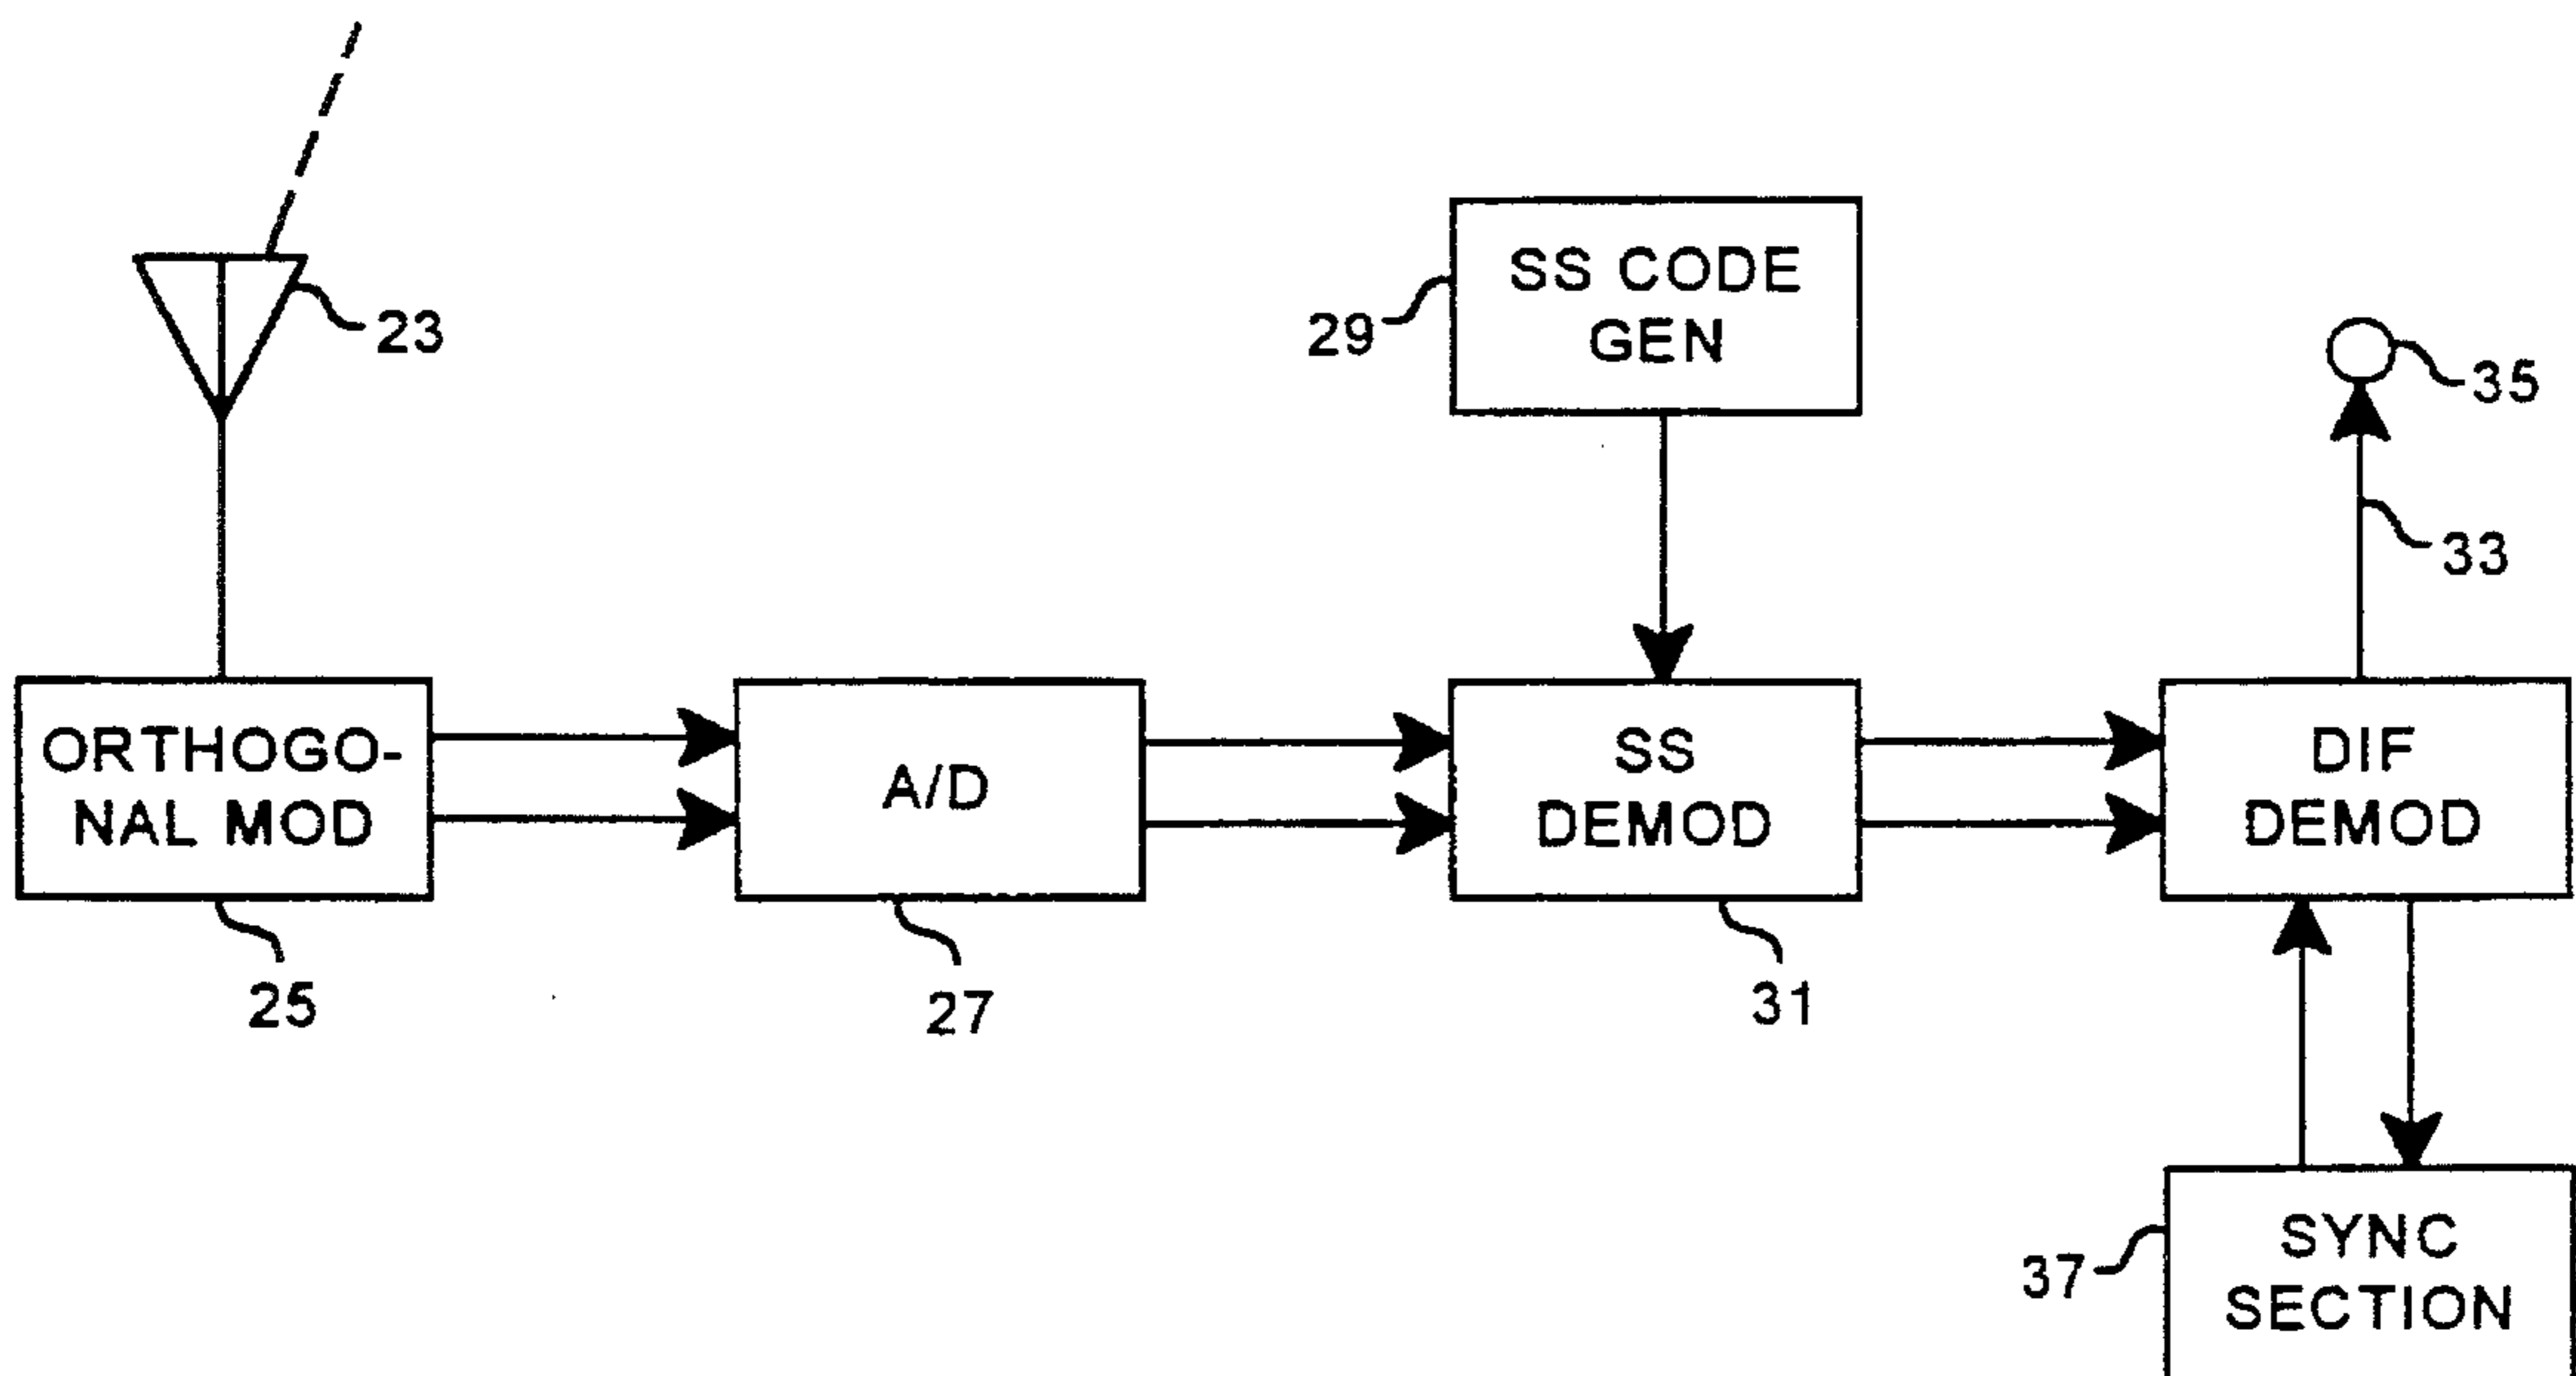 23
29
SS CODE
GEN
35
33
ORTHOGO-
NAL MOD
A/D
SS
DEMOD
DIF
DEMOD
25
27
31
37
SYNC
SECTION